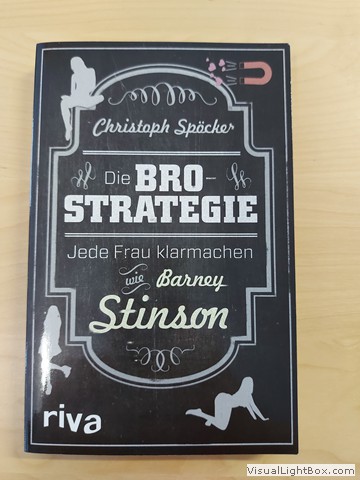 Christoph Spöcker
Die BRO-
STRATEGIE
Jede Frau klarmachen
wie Barney
Stinson
riva
VisualLightBox.com